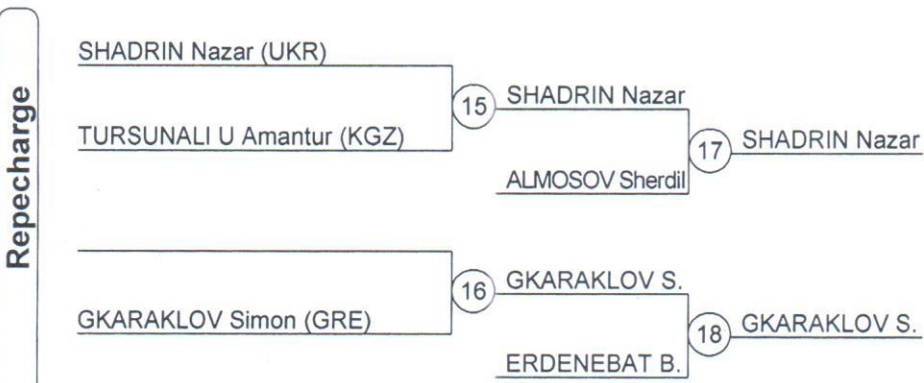 Repecharge
SHADRIN Nazar (UKR)
TURSUNALI U Amantur (KGZ)
15
SHADRIN Nazar
ALMOSOV Sherdil
17
SHADRIN Nazar
GKARAKLOV Simon (GRE)
16
GKARAKLOV S.
ERDENEBAT B.
18
GKARAKLOV S.